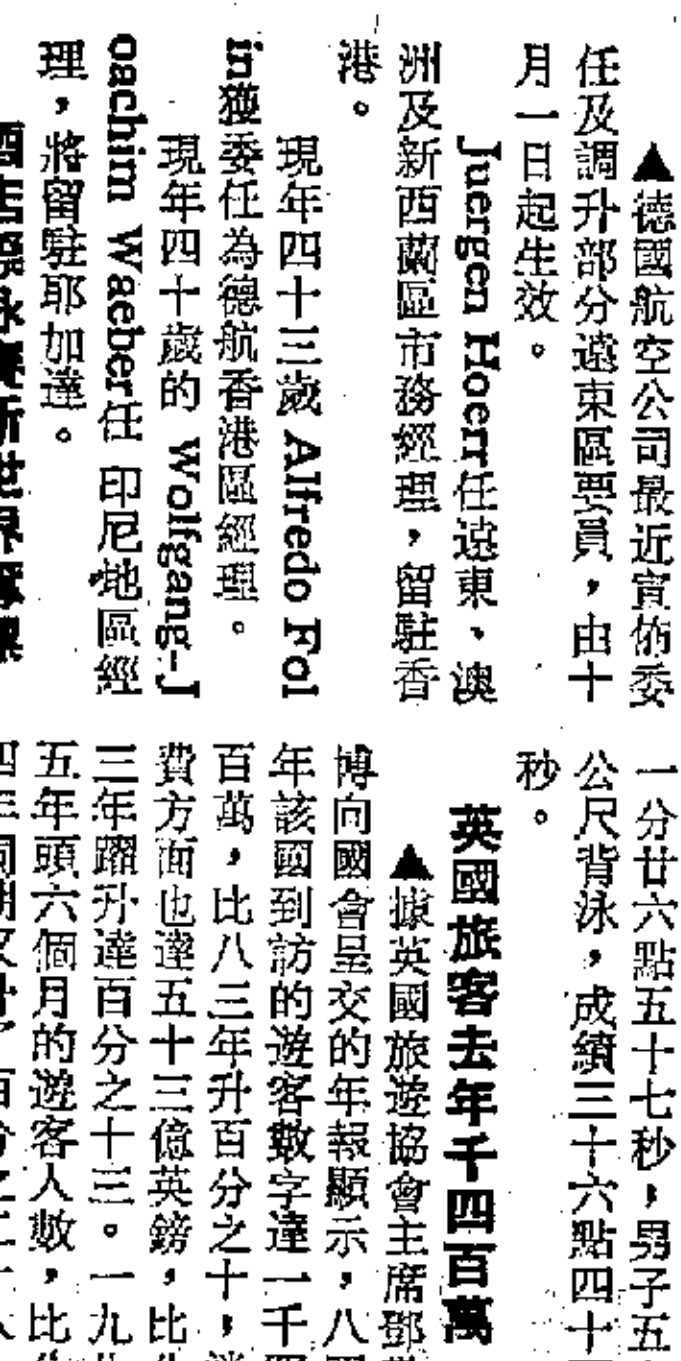 ▲德國航空公司最近宣佈委
任及調升部分遠東區要員，由十
月一日起生效。
Juergen Hoerr任遠東、澳
洲及新西蘭區市務經理，留駐香
港。
現年四十三歲 Alfredo Fol
in獲委任為德航香港區經理。
現年四十歲的 Wolfgang-J
oachim Waeber任 印尼地區經
理，將留駐耶加達。
新世界
一分廿六點五十七秒，男子五
公尺背泳，成績三十六點四十
秒。
英國旅客去年千四百萬
▲據英國旅遊協會主席鄧
博向國會呈交的年報顯示，八
年該國到訪的遊客數字達一千
百萬，比八三年升百分之十，
費方面也達五十三億英鎊，比
三年躍升達百分之十三。一九
五年頭六個月的遊客人數，比